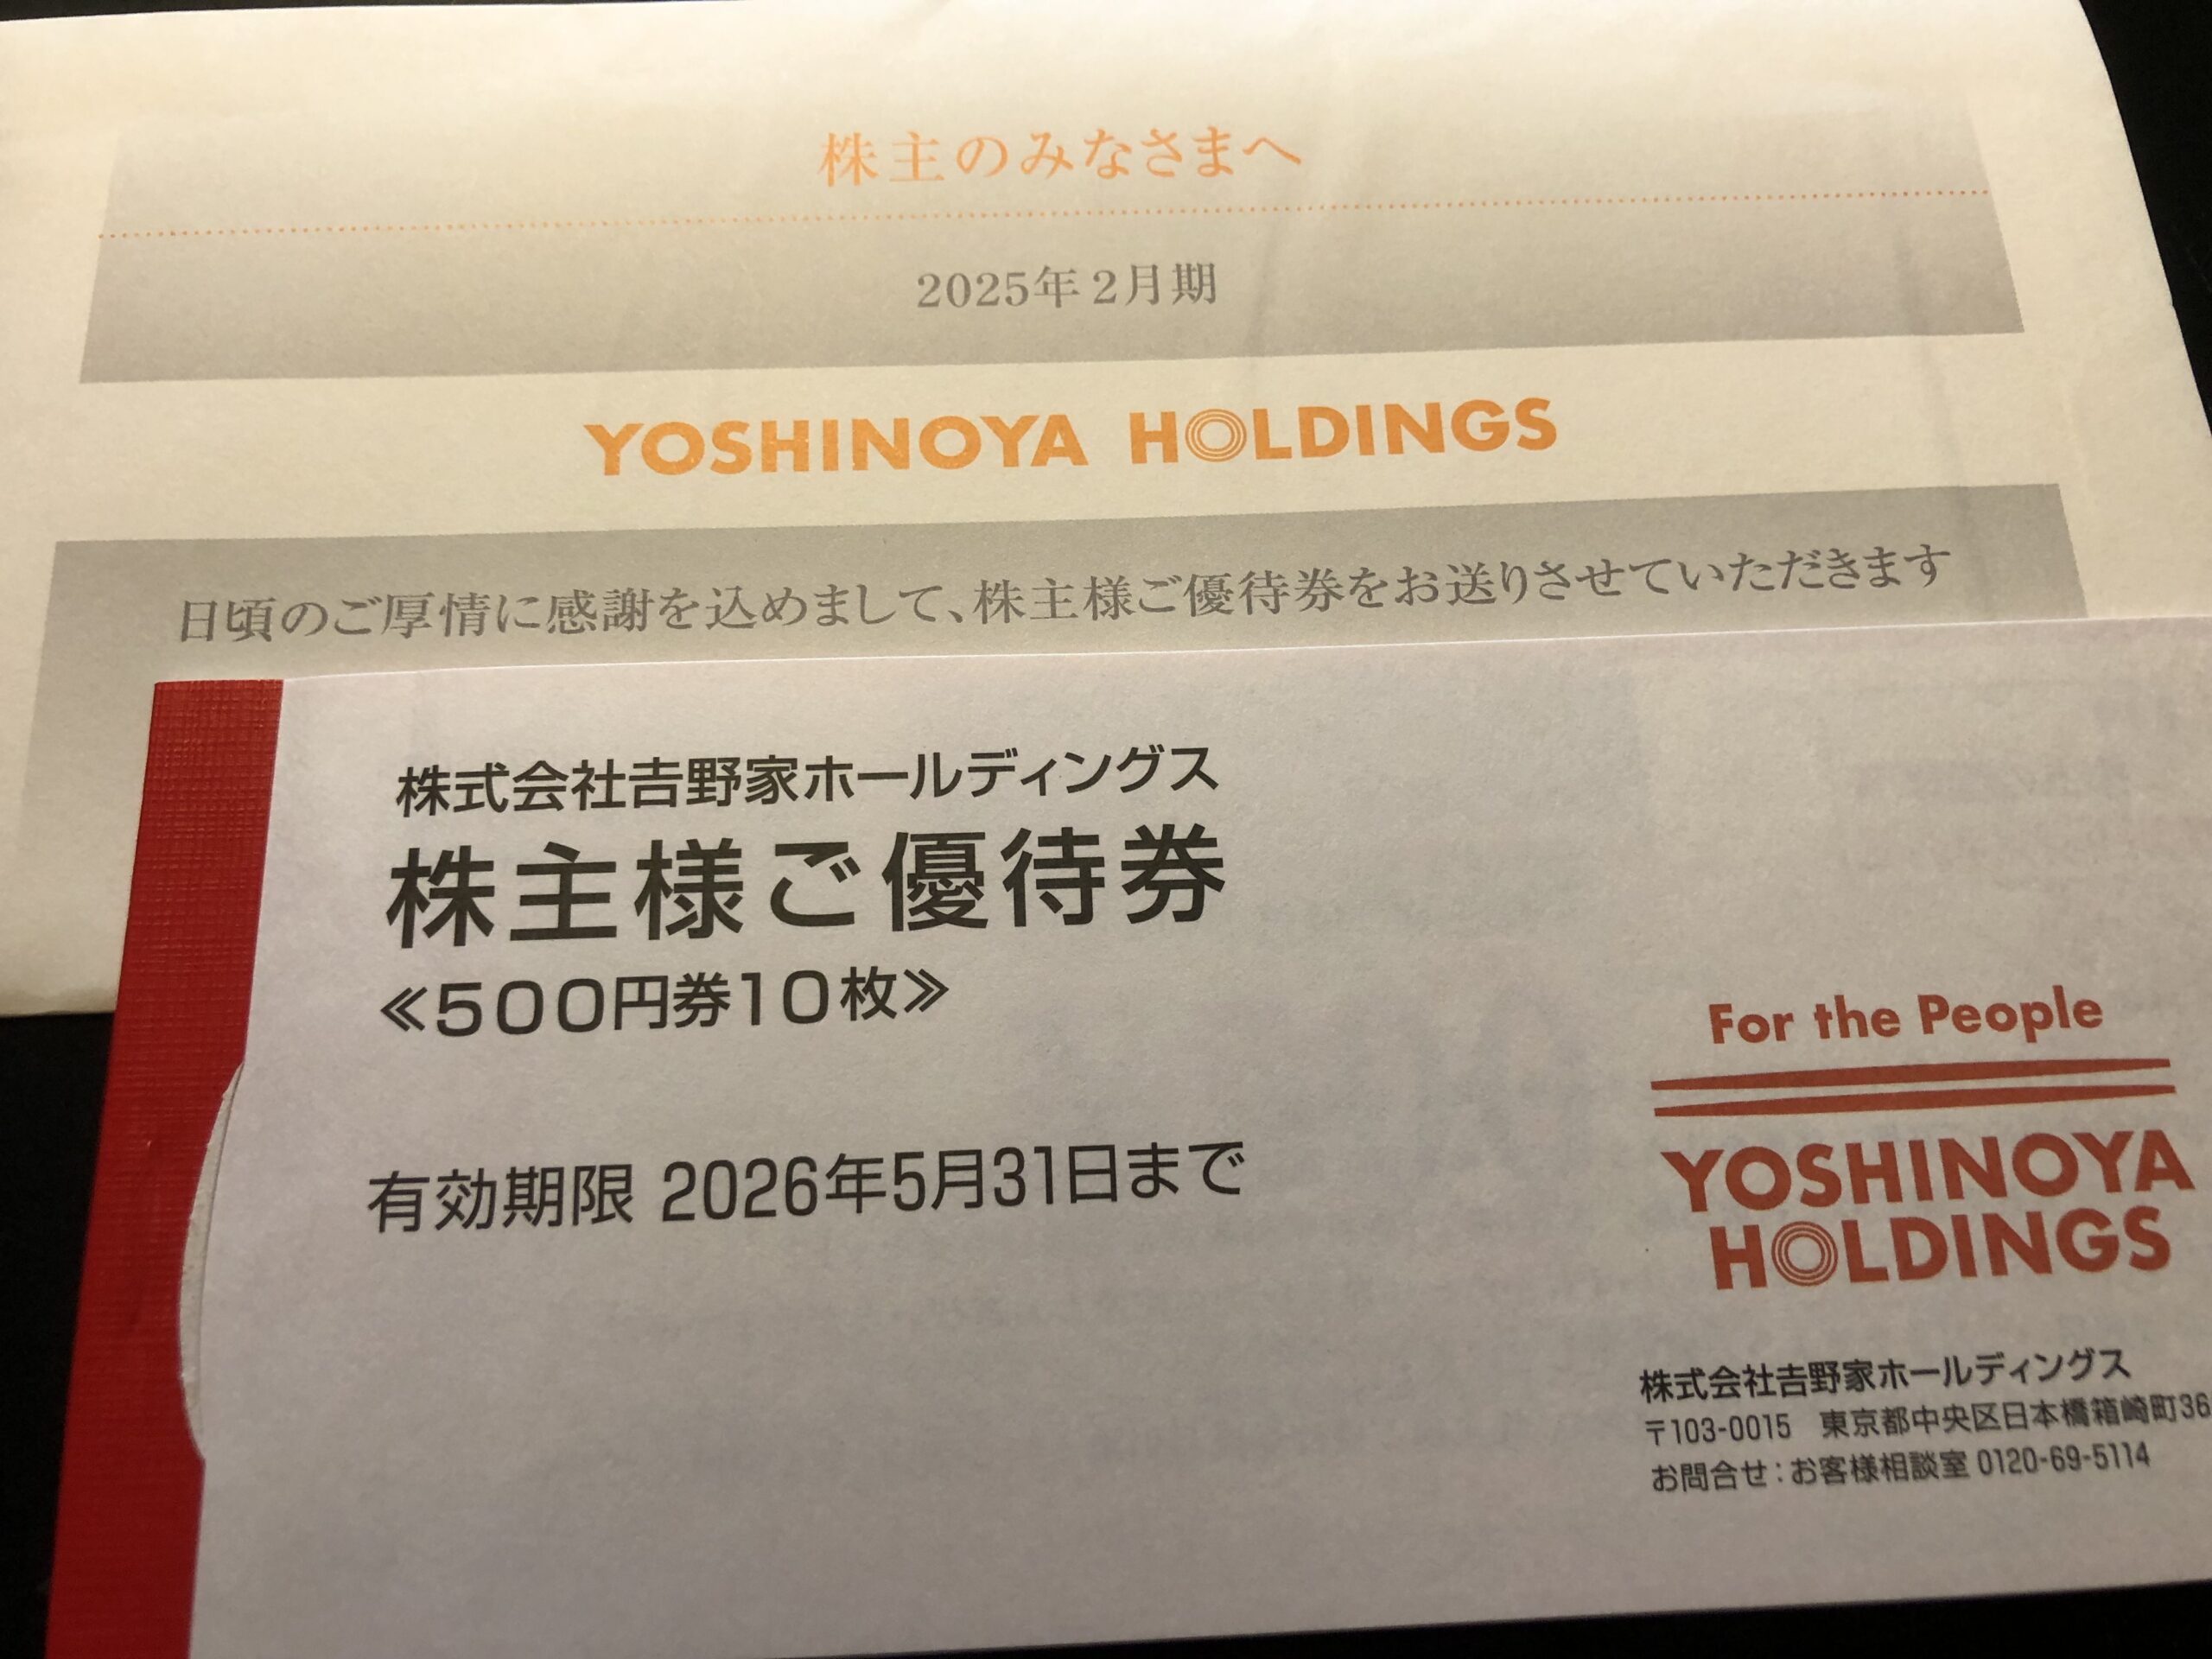 株主のみなさまへ
2025年2月期
YOSHINOYA HOLDINGS
日頃のご厚情に感謝を込めまして、株主様ご優待券をお送りさせていただきます
株式会社𠮷野家ホールディングス
株主様ご優待券
≪500円券10枚≫
有効期限 2026年5月31日まで
For the People
YOSHINOYA
HOLDINGS
株式会社𠮷野家ホールディングス
〒103-0015 東京都中央区日本橋箱崎町36
お問合せ:お客様相談室 0120-69-5114